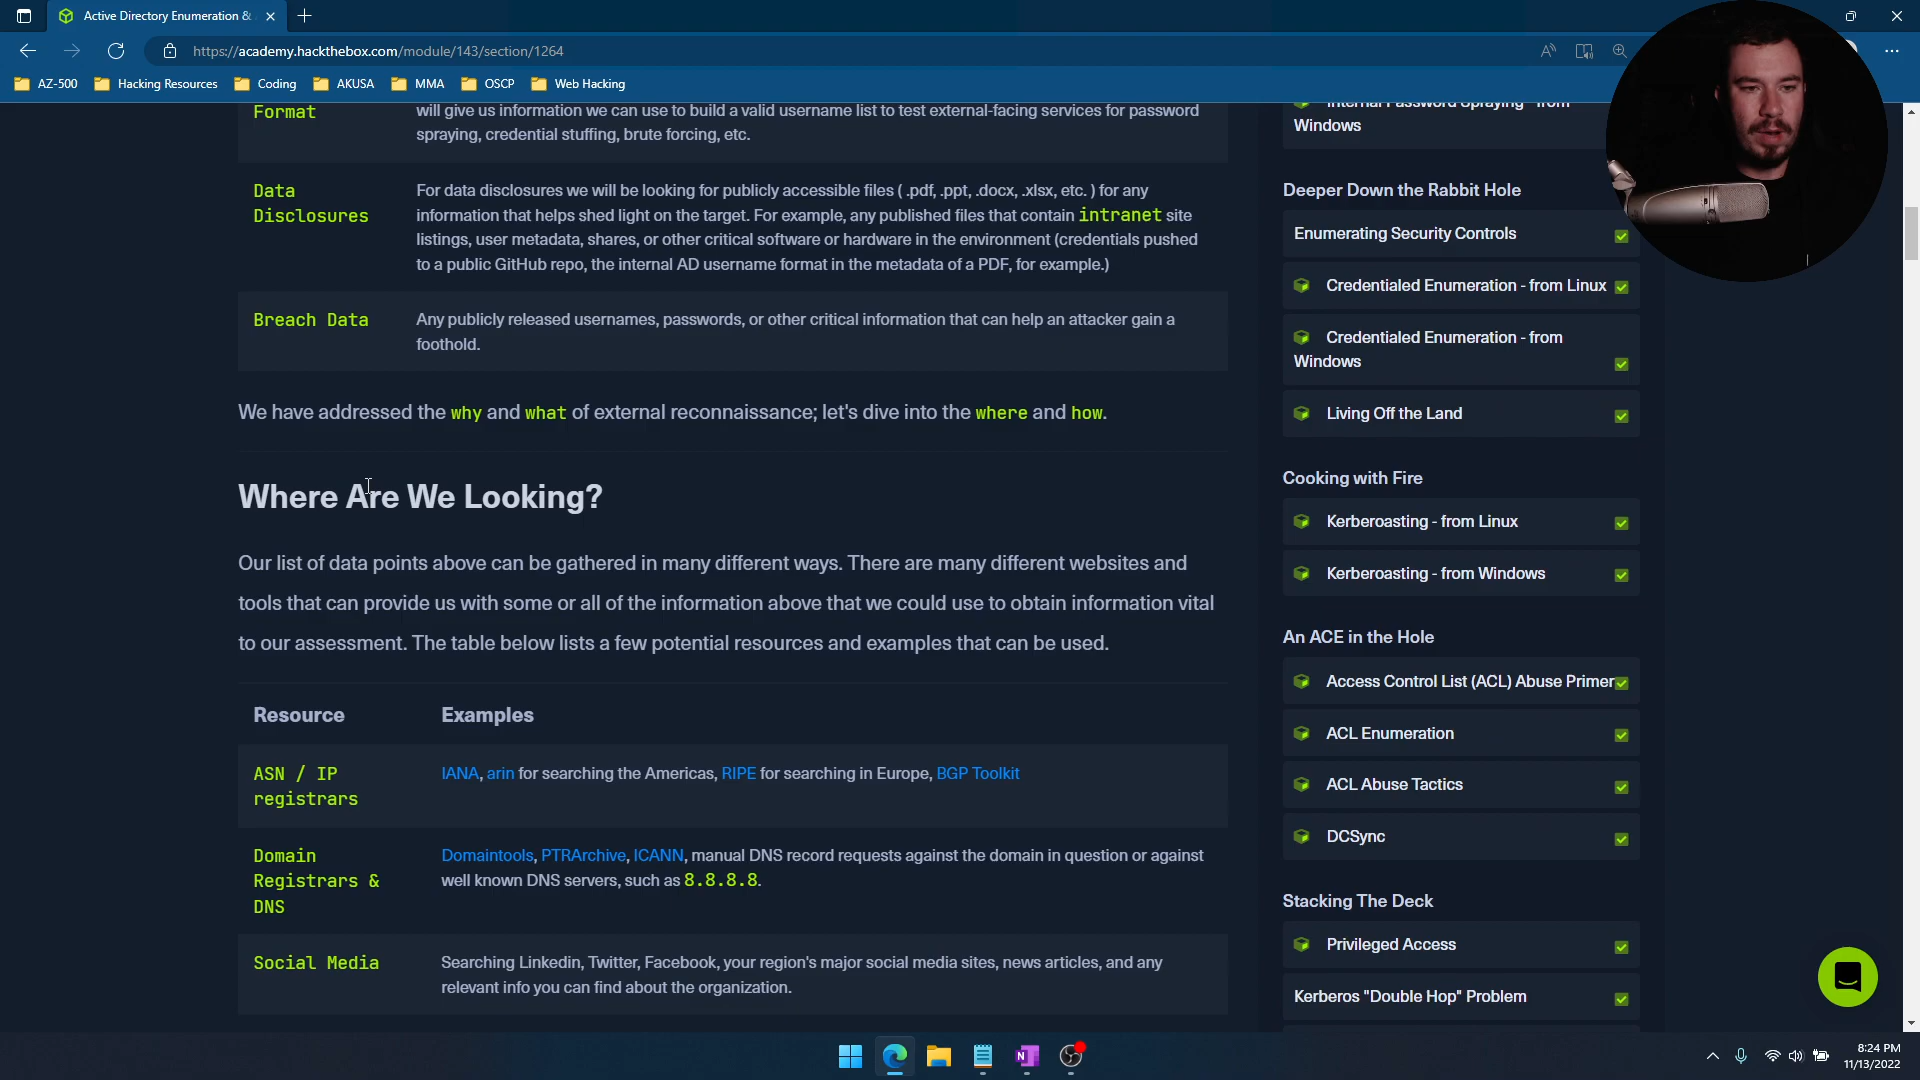 Active Directory Enumeration &
https://academy.hackthebox.com/module/143/section/1264
AZ-500
Hacking Resources
Coding
AKUSA
MMA
OSCP
Web Hacking
Format
will give us information we can use to build a valid username list to test external-facing services for password
spraying, credential stuffing, brute forcing, etc.
Data
Disclosures
For data disclosures we will be looking for publicly accessible files ( .pdf, .ppt, .docx, .xlsx, etc. ) for any
information that helps shed light on the target. For example, any published files that contain intranet site
listings, user metadata, shares, or other critical software or hardware in the environment (credentials pushed
to a public GitHub repo, the internal AD username format in the metadata of a PDF, for example.)
Breach Data
Any publicly released usernames, passwords, or other critical information that can help an attacker gain a
foothold.
We have addressed the why and what of external reconnaissance; let's dive into the where and how.
Where Are We Looking?
Our list of data points above can be gathered in many different ways. There are many different websites and
tools that can provide us with some or all of the information above that we could use to obtain information vital
to our assessment. The table below lists a few potential resources and examples that can be used.
Resource
Examples
ASN / IP
registrars
IANA, arin for searching the Americas, RIPE for searching in Europe, BGP Toolkit
Domain
Registrars &
DNS
Domaintools, PTRArchive, ICANN, manual DNS record requests against the domain in question or against
well known DNS servers, such as 8.8.8.8.
Social Media
Searching Linkedin, Twitter, Facebook, your region's major social media sites, news articles, and any
relevant info you can find about the organization.
Internal Password Spraying - from
Windows
Deeper Down the Rabbit Hole
Enumerating Security Controls
Credentialed Enumeration - from Linux
Credentialed Enumeration - from
Windows
Living Off the Land
Cooking with Fire
Kerberoasting - from Linux
Kerberoasting - from Windows
An ACE in the Hole
Access Control List (ACL) Abuse Primer
ACL Enumeration
ACL Abuse Tactics
DCSync
Stacking The Deck
Privileged Access
Kerberos "Double Hop" Problem
8:24 PM
11/13/2022